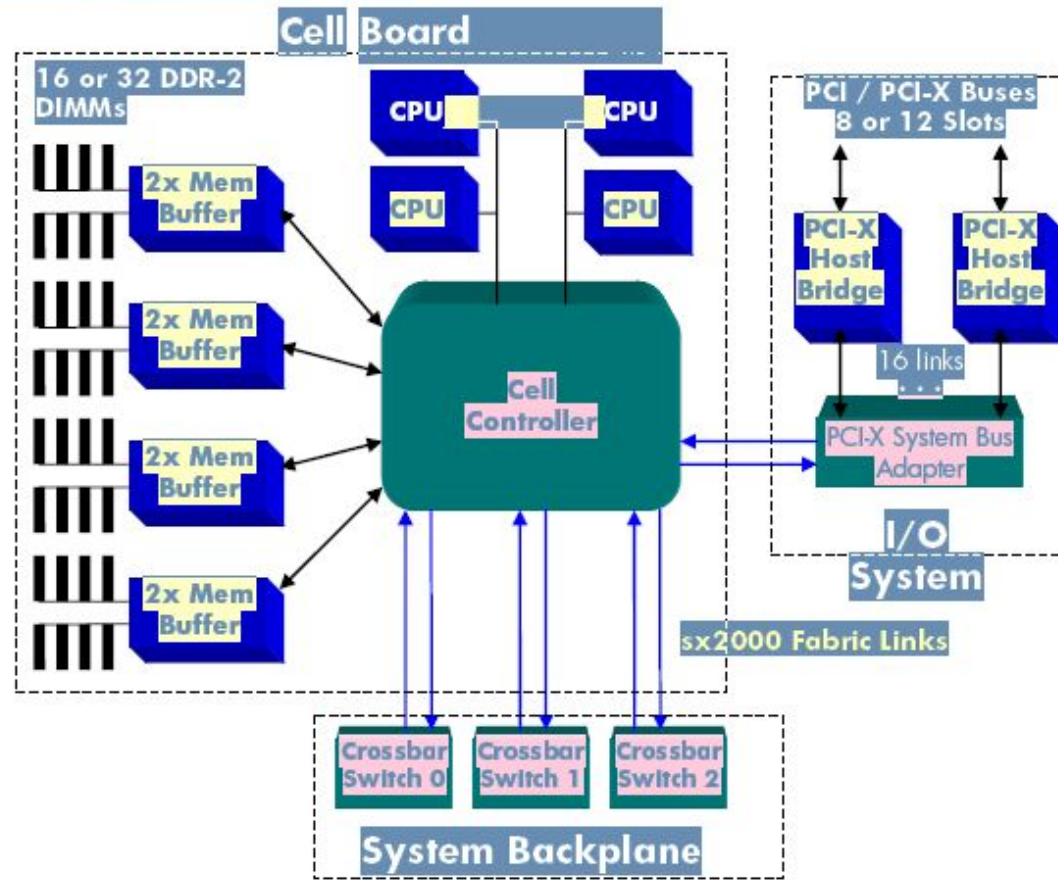 Cell Board
16 or 32 DDR-2
DIMMs
CPU
CPU
CPU
CPU
2x Mem
Buffer
2x Mem
Buffer
2x Mem
Buffer
2x Mem
Buffer
Cell
Controller
PCI / PCI-X Buses
8 or 12 Slots
PCI-X
Host
Bridge
PCI-X
Host
Bridge
16 links
. . .
PCI-X System Bus
Adapter
I/O
System
sx2000 Fabric Links
Crossbar
Switch 0
Crossbar
Switch 1
Crossbar
Switch 2
System Backplane